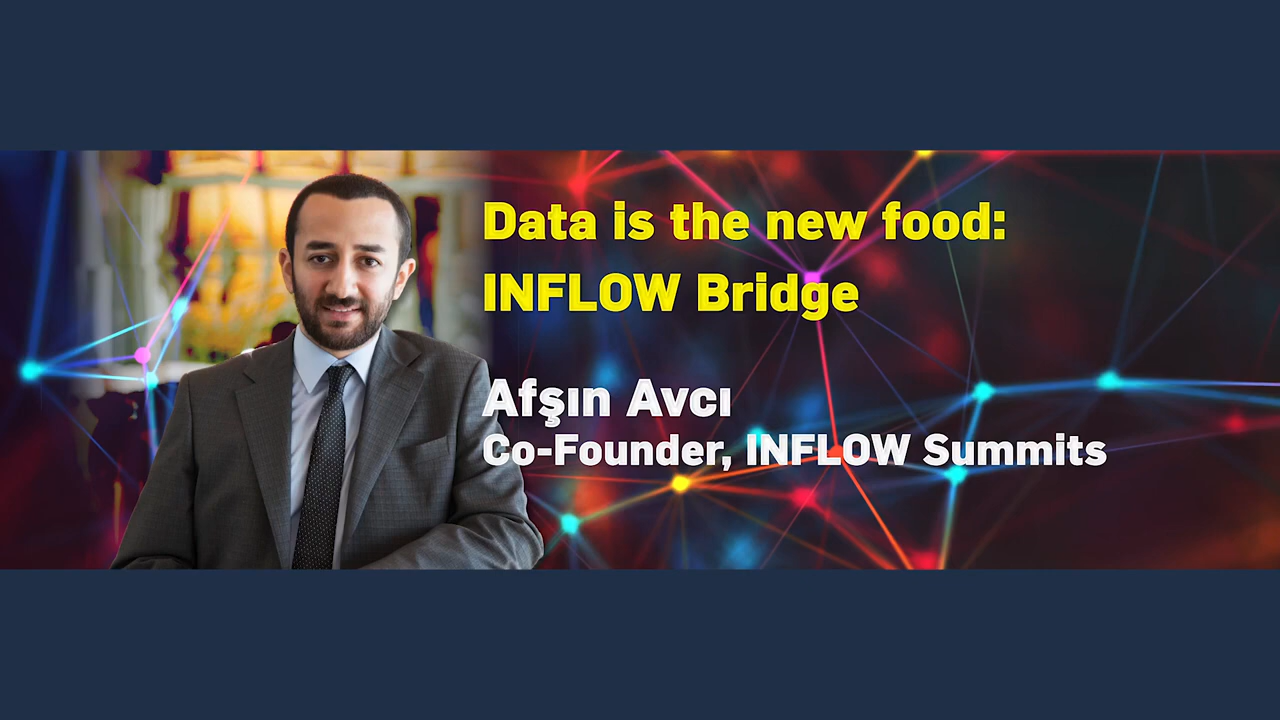 Data is the new food:
INFLOW Bridge
Afşın Avcı
Co-Founder, INFLOW Summits